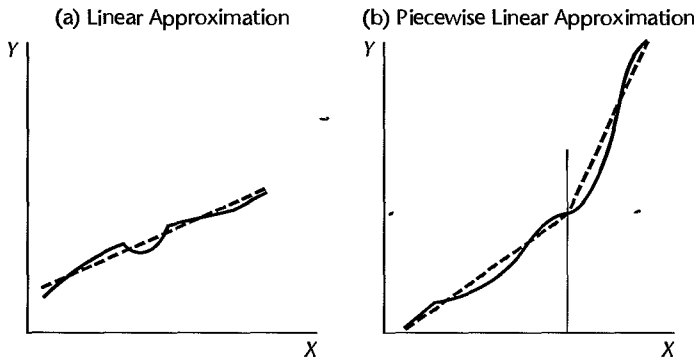 (a) Linear Approximation
Y
X
(b) Piecewise Linear Approximation
Y
X